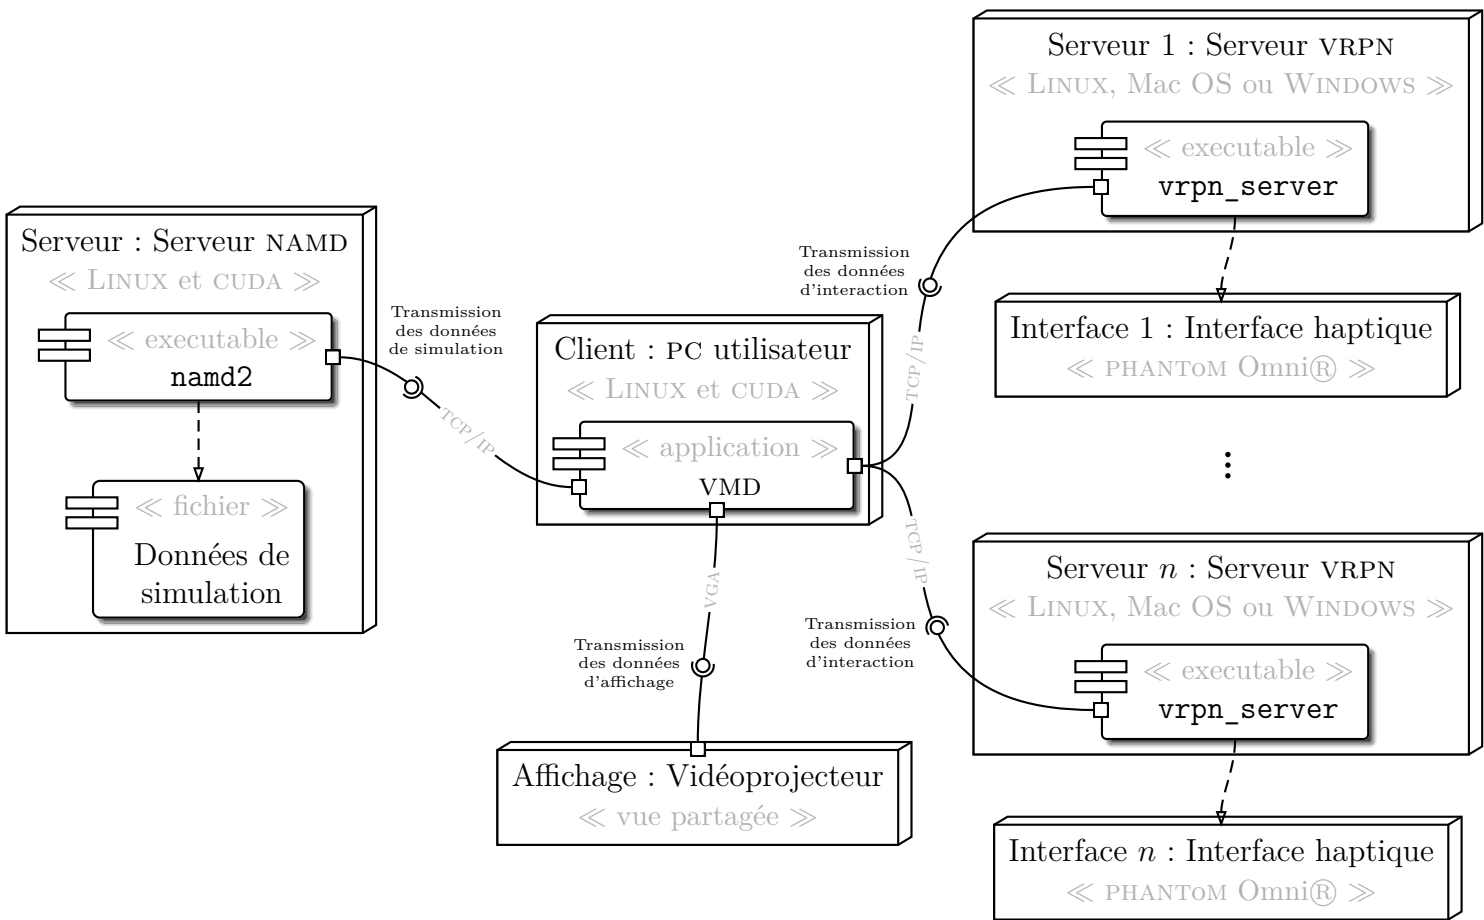 Serveur 1 : Serveur VRPN
≪ LINUX, Mac OS ou WINDOWS ≫
≪ executable ≫
vrpn_server
Interface 1 : Interface haptique
≪ PHANToM Omni® ≫
Serveur : Serveur NAMD
≪ LINUX et CUDA ≫
≪ executable ≫
namd2
≪ fichier ≫
Données de
simulation
Transmission
des données
de simulation
TCP/IP
Client : PC utilisateur
≪ LINUX et CUDA ≫
≪ application ≫
VMD
Transmission
des données
d'interaction
TCP/IP
⋮
TCP/IP
Transmission
des données
d'interaction
VGA
Transmission
des données
d'affichage
Affichage : Vidéoprojecteur
≪ vue partagée ≫
Serveur n : Serveur VRPN
≪ LINUX, Mac OS ou WINDOWS ≫
≪ executable ≫
vrpn_server
Interface n : Interface haptique
≪ PHANToM Omni® ≫